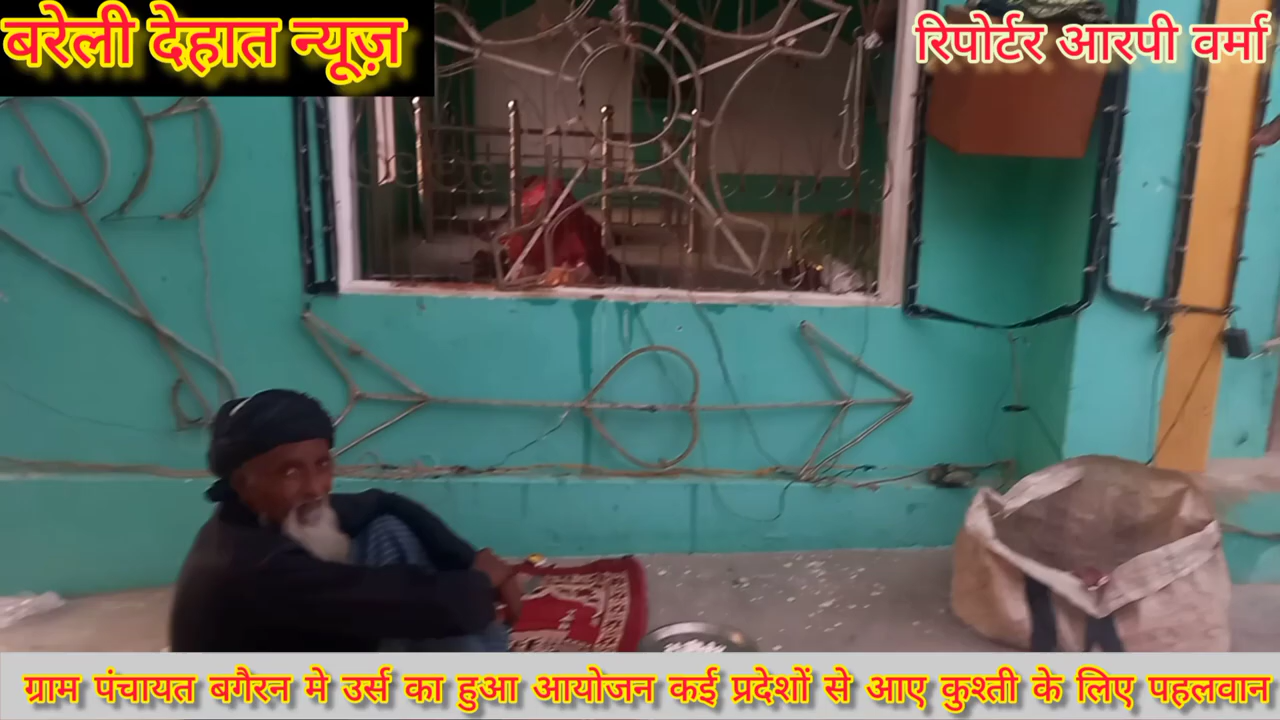 बरेली देहात न्यूज़
रिपोर्टर आरपी वर्मा
ग्राम पंचायत बगैरन मे उर्स का हुआ आयोजन कई प्रदेशों से आए कुश्ती के लिए पहलवान